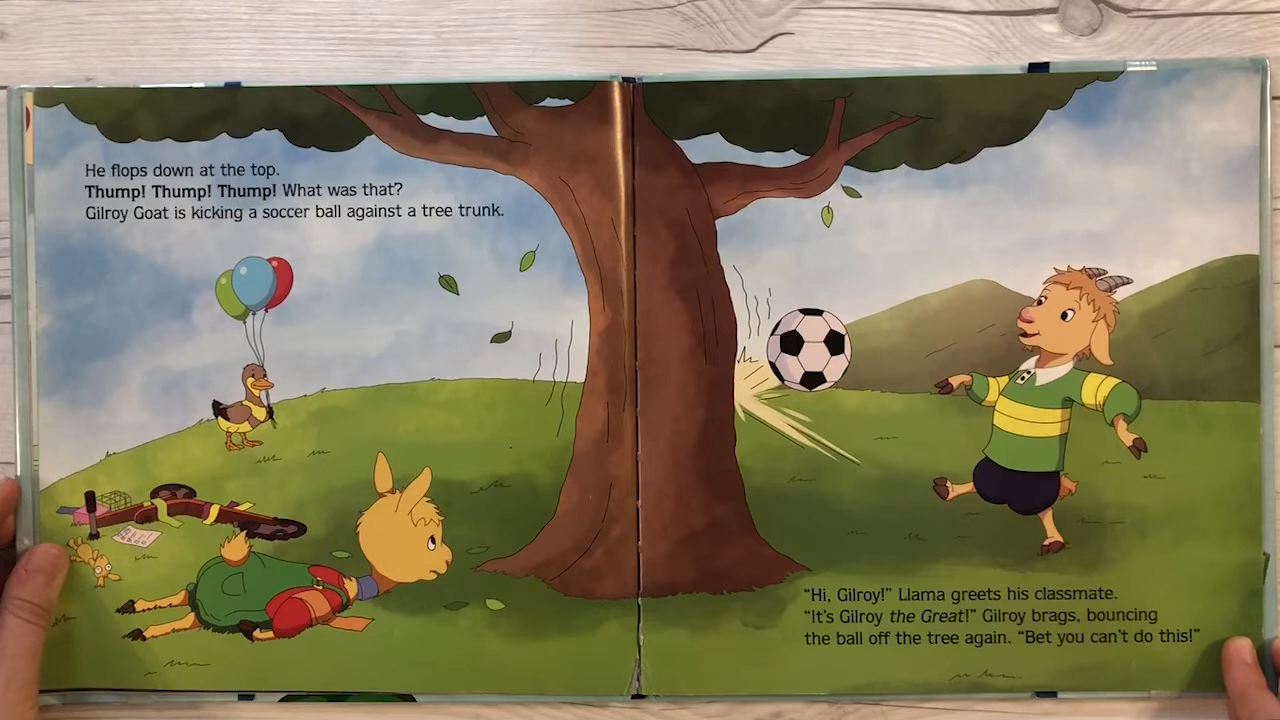 He flops down at the top.
Thump! Thump! Thump! What was that?
Gilroy Goat is kicking a soccer ball against a tree trunk.
“Hi, Gilroy!” Llama greets his classmate.
“It’s Gilroy the Great!” Gilroy brags, bouncing
the ball off the tree again. “Bet you can’t do this!”